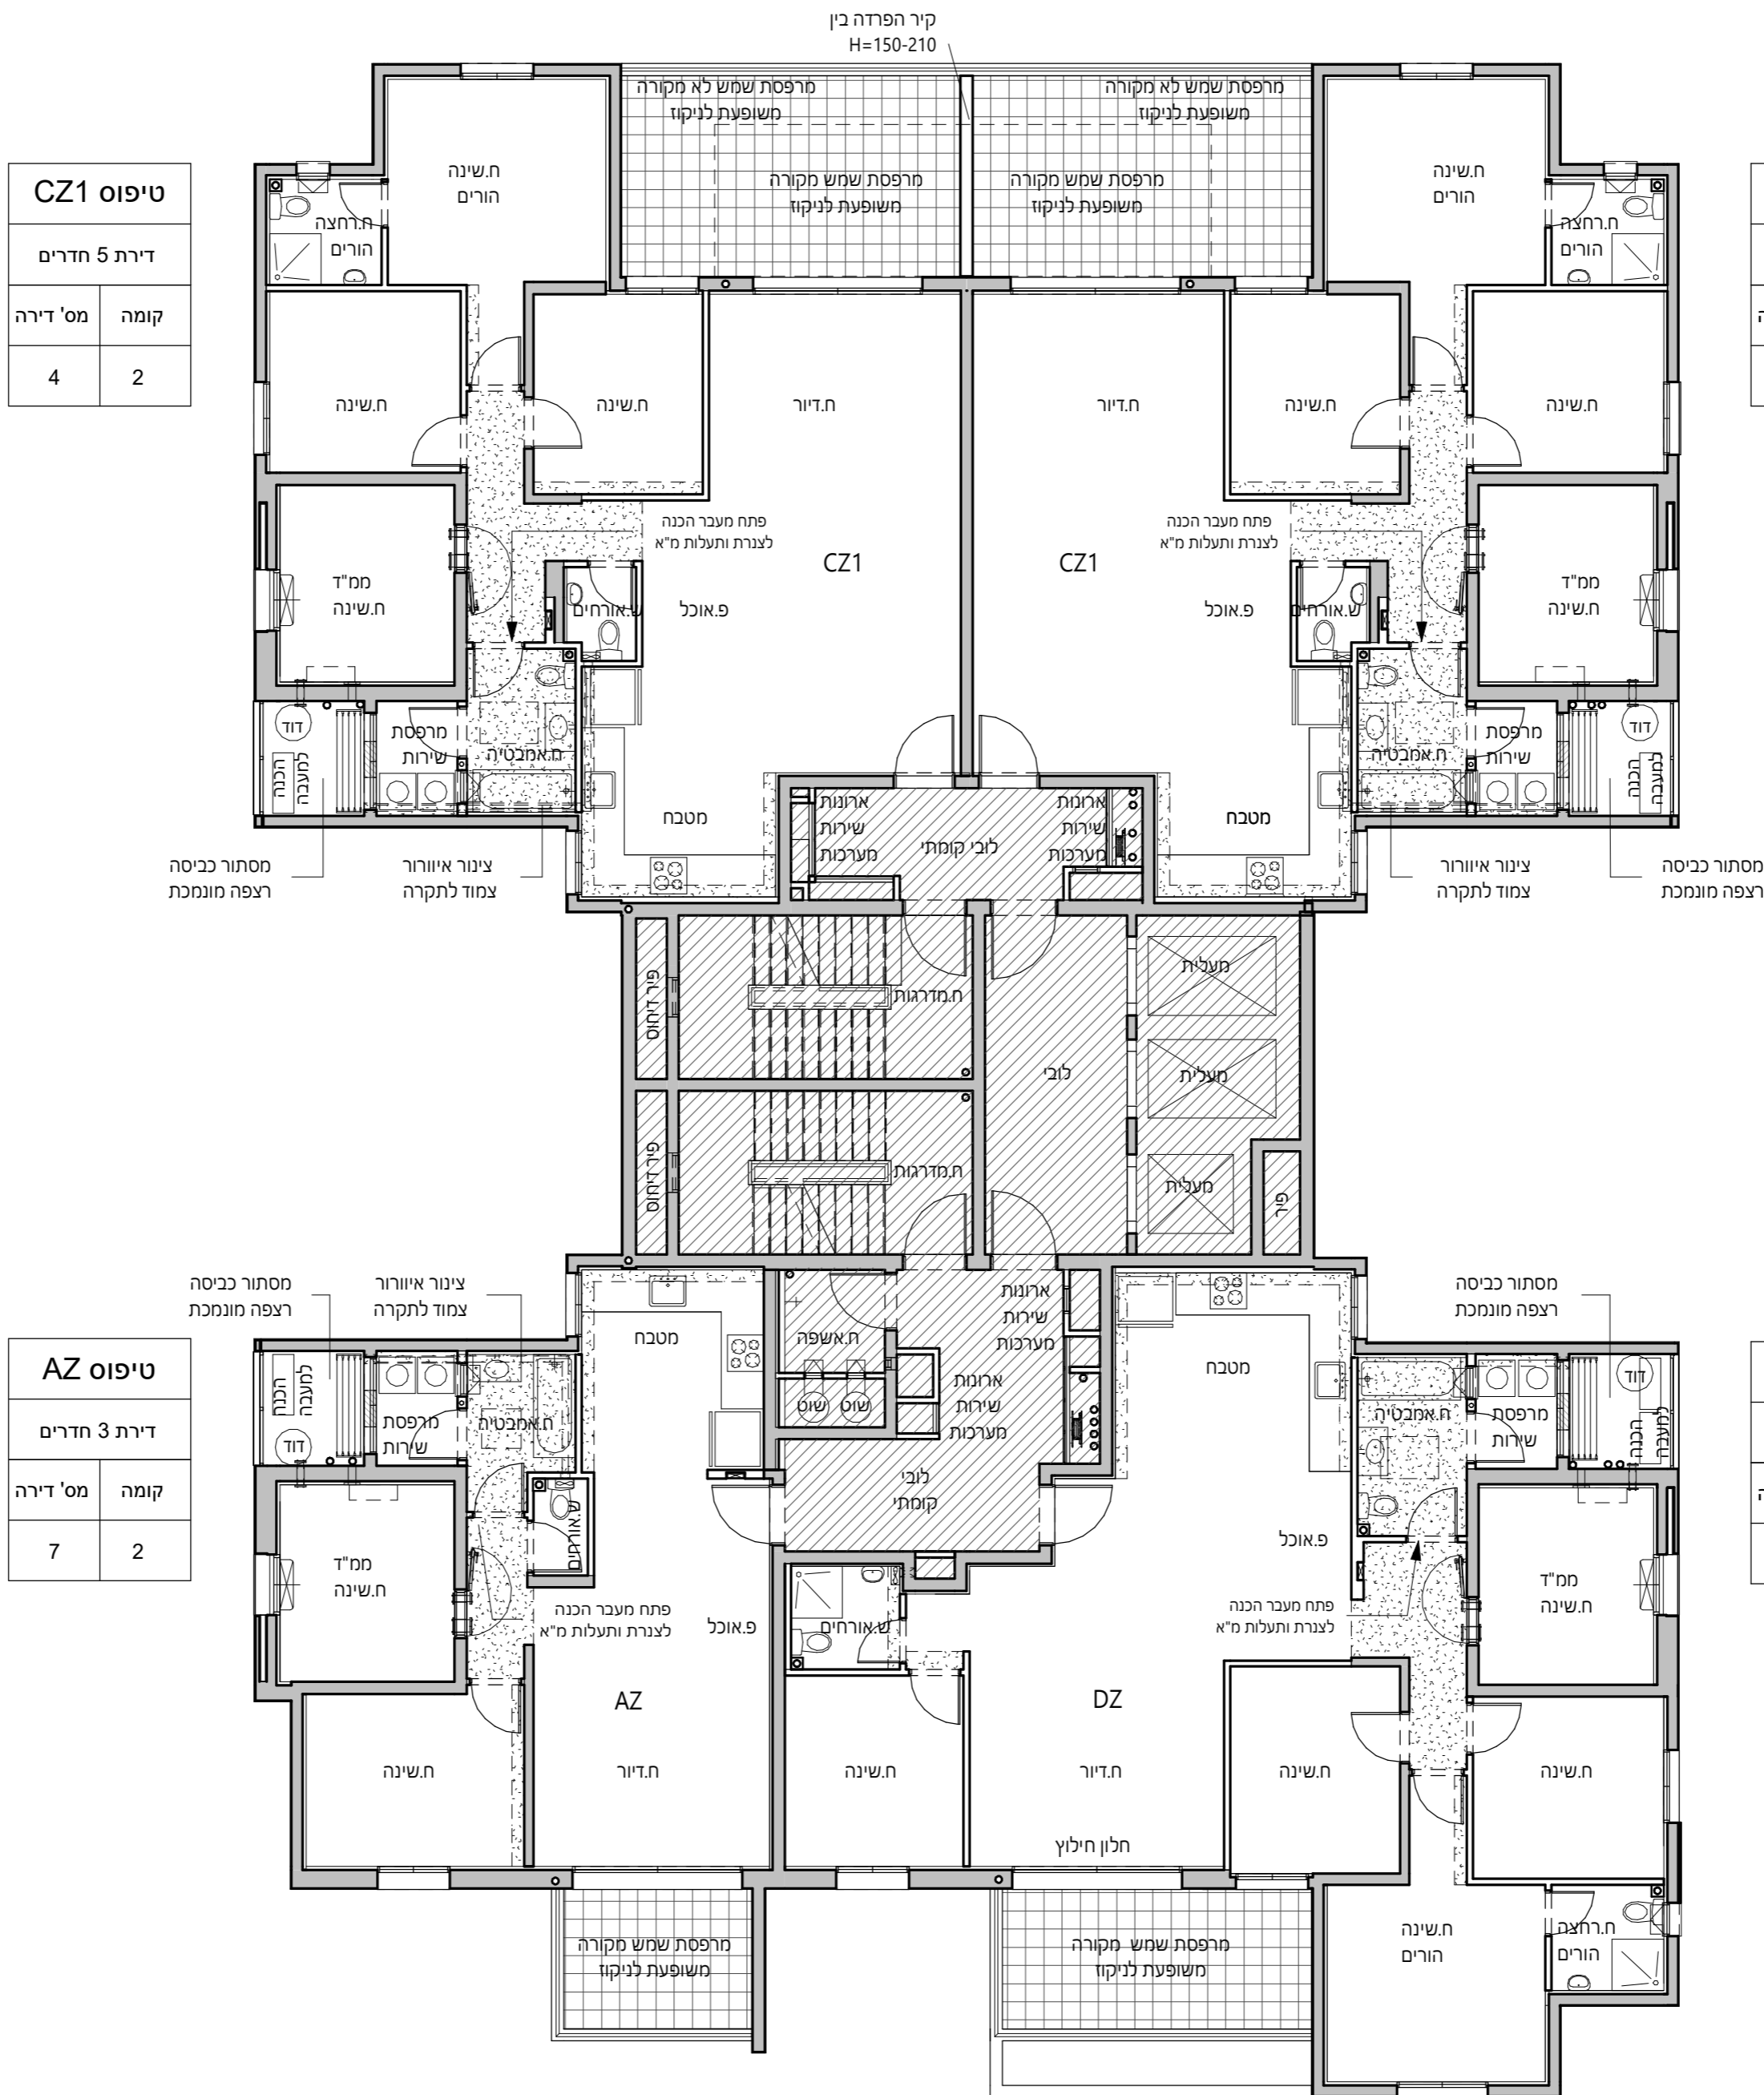 קיר הפרדה בין
H=150-210
מרפסת שמש לא מקורה
משופעת לניקוז
מרפסת שמש לא מקורה
משופעת לניקוז
מרפסת שמש מקורה
משופעת לניקוז
מרפסת שמש מקורה
משופעת לניקוז
טיפוס CZ1
דירת 5 חדרים
קומה
מס' דירה
2
4
ח.שינה
הורים
ח.רחצה
הורים
ח.שינה
הורים
ח.רחצה
הורים
ח.שינה
ח.שינה
ח.דיור
ח.דיור
ח.שינה
ח.שינה
פתח מעבר הכנה
לצנרת ותעלות מ"א
פתח מעבר הכנה
לצנרת ותעלות מ"א
CZ1
CZ1
ממ"ד
ח.שינה
ש.אורחים
פ.אוכל
פ.אוכל
ש.אורחים
ממ"ד
ח.שינה
דוד
הכנה
למעבה
מרפסת
שירות
ח.אמבטיה
מטבח
ח.אמבטיה
מרפסת
שירות
דוד
הכנה
למעבה
מטבח
ארונות
שירות
מערכות
לובי קומתי
ארונות
שירות
מערכות
מסתור כביסה
רצפה מונמכת
צינור איוורור
צמוד לתקרה
צינור איוורור
צמוד לתקרה
מסתור כביסה
רצפה מונמכת
פיר דיחוס
ח.מדרגות
מעלית
לובי
מעלית
פיר דיחוס
ח.מדרגות
מעלית
פיר
מסתור כביסה
רצפה מונמכת
צינור איוורור
צמוד לתקרה
מסתור כביסה
רצפה מונמכת
טיפוס AZ
דירת 3 חדרים
קומה
מס' דירה
2
7
הכנה
למעבה
דוד
מרפסת
שירות
ח.אמבטיה
מטבח
ח.אשפה
שוט
שוט
ארונות
שירות
מערכות
ארונות
שירות
מערכות
לובי
קומתי
מטבח
ח.אמבטיה
מרפסת
שירות
דוד
הכנה
למעבה
ש.אורחים
ממ"ד
ח.שינה
פתח מעבר הכנה
לצנרת ותעלות מ"א
פ.אוכל
ש.אורחים
פ.אוכל
פתח מעבר הכנה
לצנרת ותעלות מ"א
ממ"ד
ח.שינה
AZ
DZ
ח.שינה
ח.דיור
ח.שינה
ח.דיור
ח.שינה
ח.שינה
חלון חילוץ
מרפסת שמש מקורה
משופעת לניקוז
מרפסת שמש מקורה
משופעת לניקוז
ח.שינה
הורים
ח.רחצה
הורים